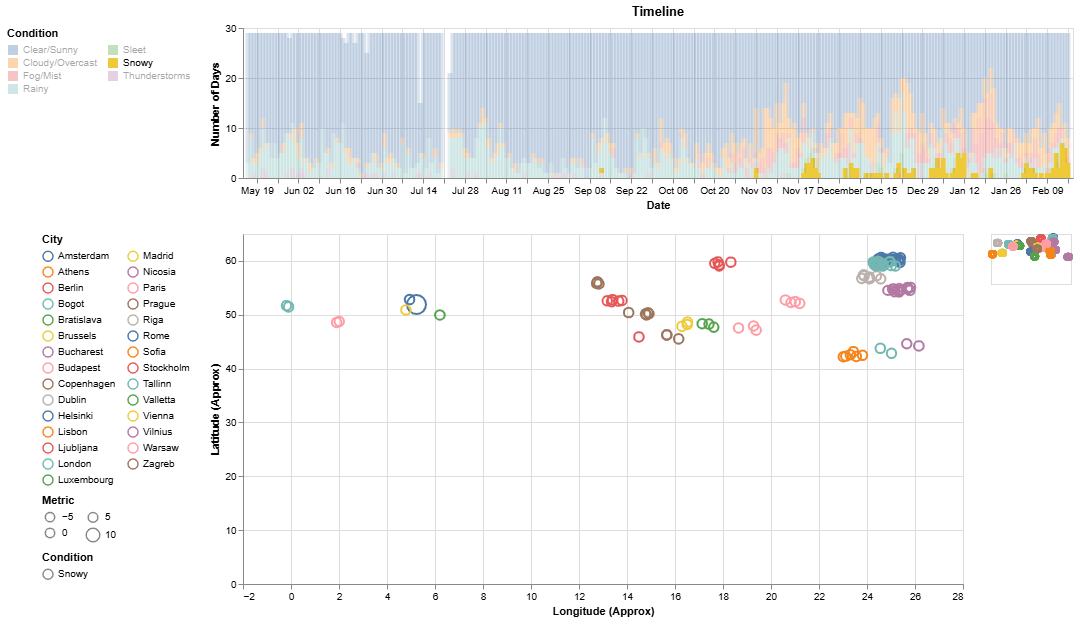 Timeline
Condition
Clear/Sunny
Cloudy/Overcast
Fog/Mist
Rainy
Sleet
Snowy
Thunderstorms
Number of Days
30
20
10
0
May 19 Jun 02 Jun 16 Jun 30 Jul 14 Jul 28 Aug 11 Aug 25 Sep 08 Sep 22 Oct 06 Oct 20 Nov 03 Nov 17 December Dec 15 Dec 29 Jan 12 Jan 26 Feb 09
Date
City
Amsterdam
Athens
Berlin
Bogot
Bratislava
Brussels
Bucharest
Budapest
Copenhagen
Dublin
Helsinki
Lisbon
Ljubljana
London
Luxembourg
Madrid
Nicosia
Paris
Prague
Riga
Rome
Sofia
Stockholm
Tallinn
Valletta
Vienna
Vilnius
Warsaw
Zagreb
Metric
−5
0
5
10
Condition
Snowy
Latitude (Approx)
60
50
40
30
20
10
0
−2 0 2 4 6 8 10 12 14 16 18 20 22 24 26 28
Longitude (Approx)